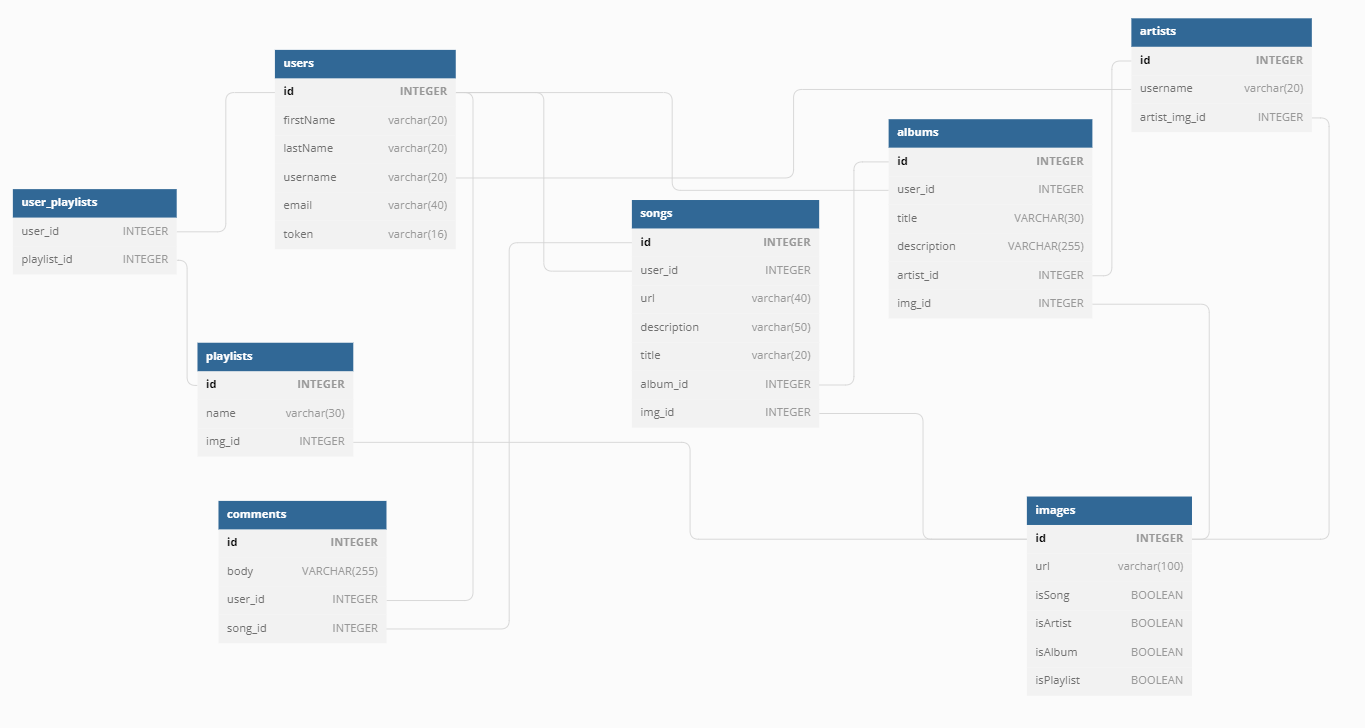 artists
id INTEGER
username varchar(20)
artist_img_id INTEGER
users
id INTEGER
firstName varchar(20)
lastName varchar(20)
username varchar(20)
email varchar(40)
token varchar(16)
albums
id INTEGER
user_id INTEGER
title VARCHAR(30)
description VARCHAR(255)
artist_id INTEGER
img_id INTEGER
user_playlists
user_id INTEGER
playlist_id INTEGER
songs
id INTEGER
user_id INTEGER
url varchar(40)
description varchar(50)
title varchar(20)
album_id INTEGER
img_id INTEGER
playlists
id INTEGER
name varchar(30)
img_id INTEGER
comments
id INTEGER
body VARCHAR(255)
user_id INTEGER
song_id INTEGER
images
id INTEGER
url varchar(100)
isSong BOOLEAN
isArtist BOOLEAN
isAlbum BOOLEAN
isPlaylist BOOLEAN